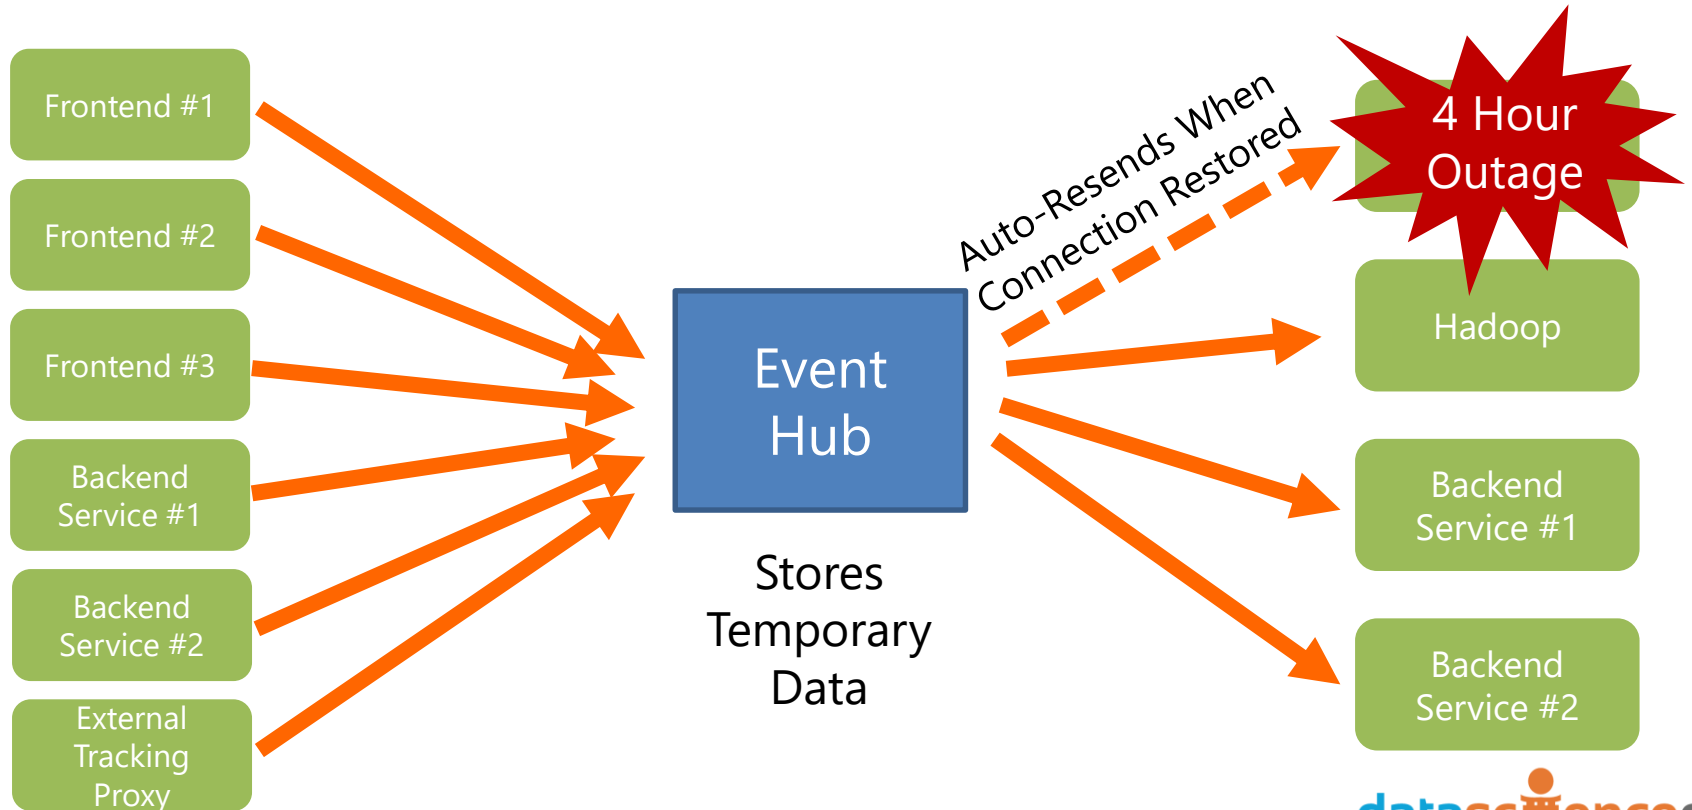 Frontend #1
Frontend #2
Frontend #3
Backend
Service #1
Backend
Service #2
External
Tracking
Proxy
Event
Hub
Stores
Temporary
Data
Auto-Resends When
Connection Restored
4 Hour
Outage
Hadoop
Backend
Service #1
Backend
Service #2